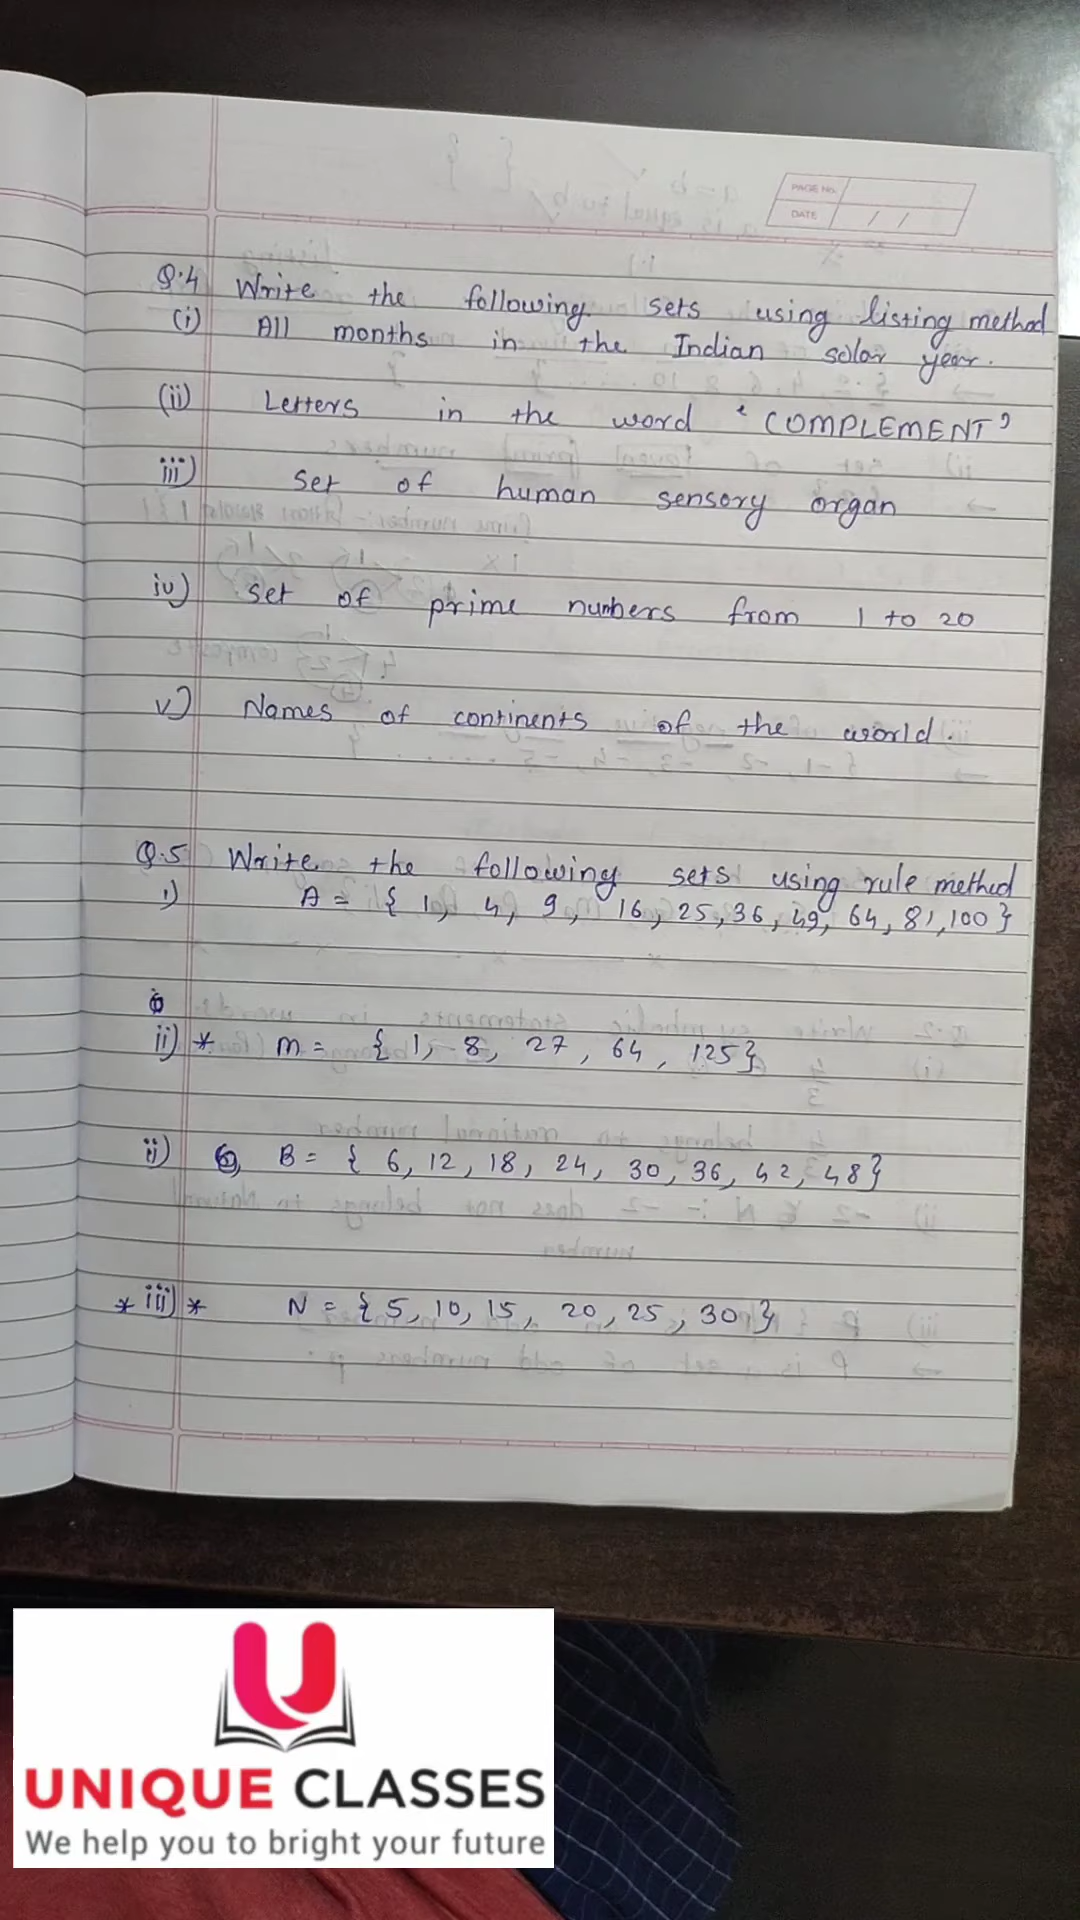 PAGE No.
DATE / /
Q.4 Write the following sets using listing method
(i) All months in the Indian solar year.
(ii) Letters in the word 'COMPLEMENT'
iii) Set of human sensory organ
iv) Set of prime numbers from 1 to 20
v) Names of continents of the world.
Q.5 Write the following sets using rule method
i) A = { 1, 4, 9, 16, 25, 36, 49, 64, 81, 100 }
ii) * M = { 1, 8, 27, 64, 125 }
ii) B = { 6, 12, 18, 24, 30, 36, 42, 48 }
* iii) * N = { 5, 10, 15, 20, 25, 30 }
UNIQUE CLASSES
We help you to bright your future